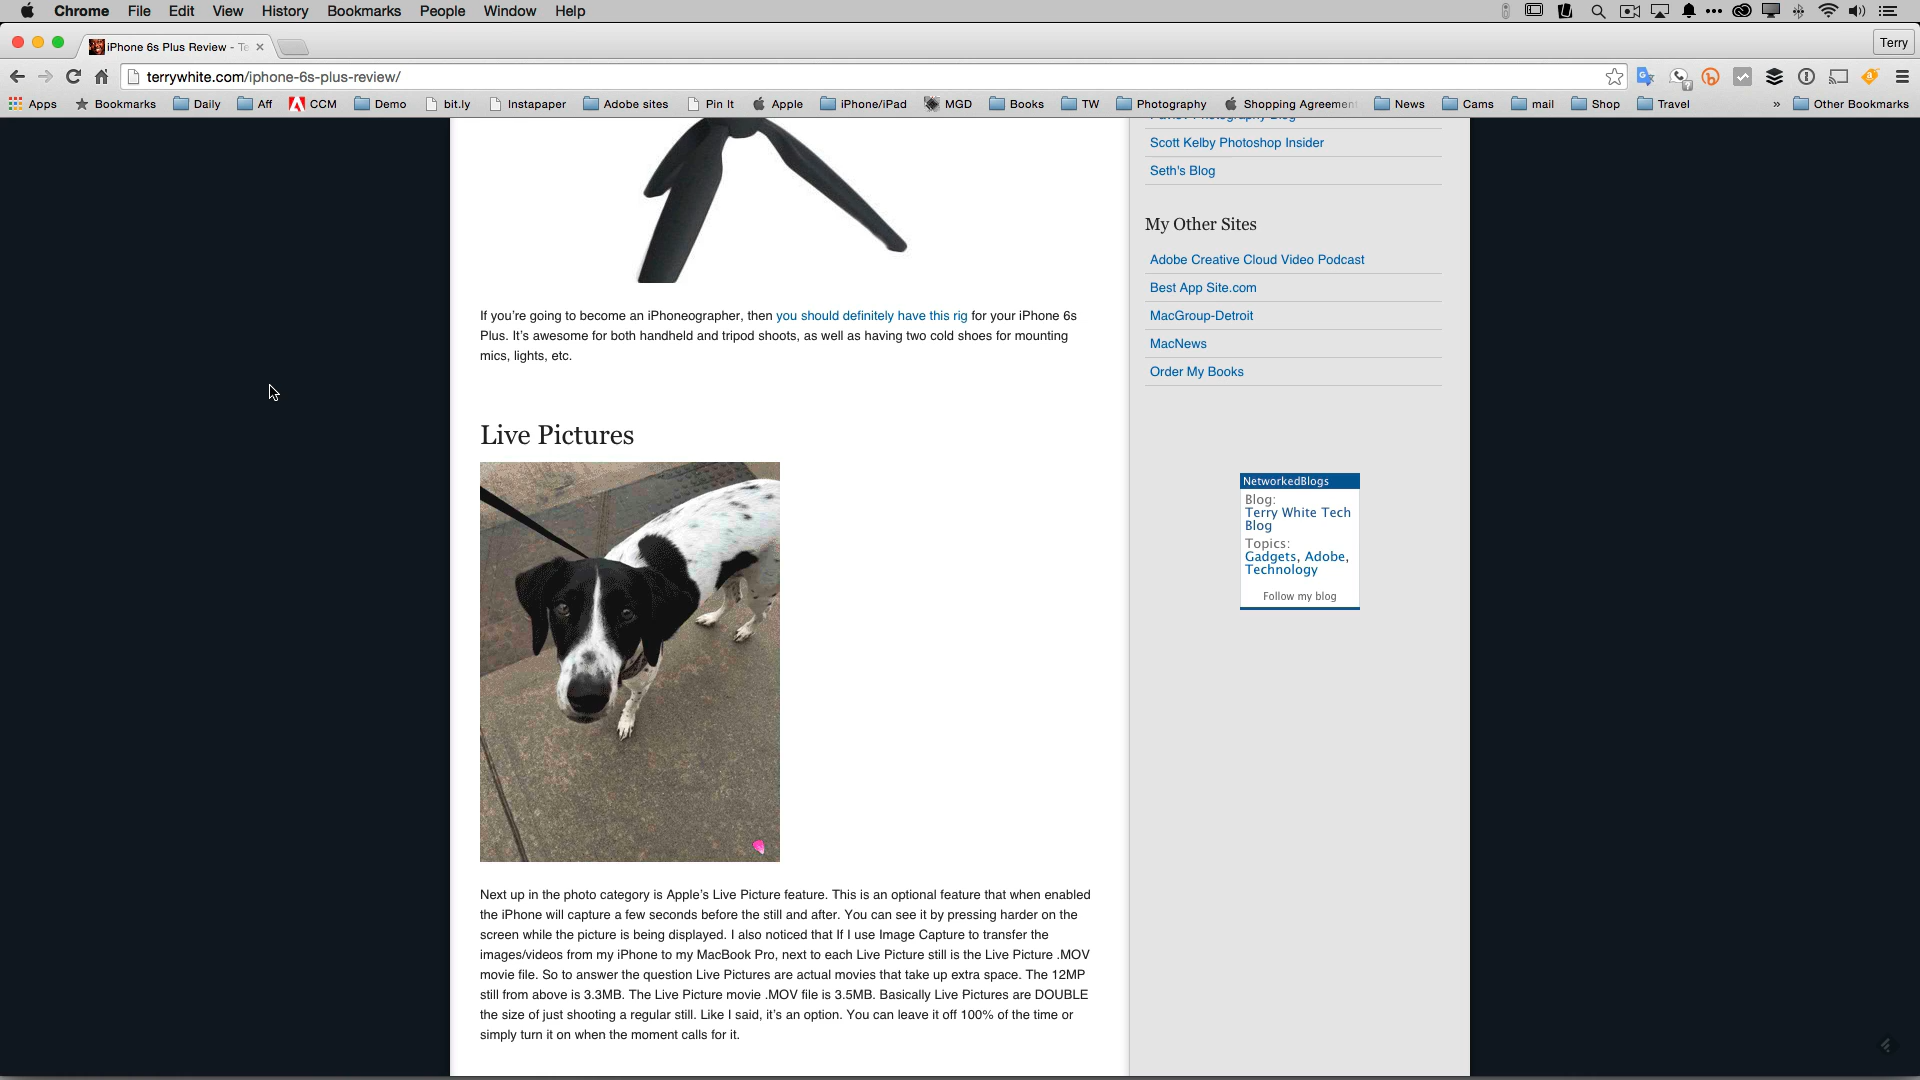 Chrome File Edit View History Bookmarks People Window Help
iPhone 6s Plus Review - Te
Terry
terrywhite.com/iphone-6s-plus-review/
Apps Bookmarks Daily Aff CCM Demo bit.ly Instapaper Adobe sites Pin It Apple iPhone/iPad MGD Books TW Photography Shopping Agreement News Cams mail Shop Travel » Other Bookmarks
Scott Kelby Photoshop Insider
Seth's Blog
My Other Sites
Adobe Creative Cloud Video Podcast
Best App Site.com
MacGroup-Detroit
MacNews
Order My Books
If you’re going to become an iPhoneographer, then you should definitely have this rig for your iPhone 6s
Plus. It’s awesome for both handheld and tripod shoots, as well as having two cold shoes for mounting
mics, lights, etc.
Live Pictures
NetworkedBlogs
Blog:
Terry White Tech
Blog
Topics:
Gadgets, Adobe,
Technology
Follow my blog
Next up in the photo category is Apple’s Live Picture feature. This is an optional feature that when enabled
the iPhone will capture a few seconds before the still and after. You can see it by pressing harder on the
screen while the picture is being displayed. I also noticed that If I use Image Capture to transfer the
images/videos from my iPhone to my MacBook Pro, next to each Live Picture still is the Live Picture .MOV
movie file. So to answer the question Live Pictures are actual movies that take up extra space. The 12MP
still from above is 3.3MB. The Live Picture movie .MOV file is 3.5MB. Basically Live Pictures are DOUBLE
the size of just shooting a regular still. Like I said, it’s an option. You can leave it off 100% of the time or
simply turn it on when the moment calls for it.